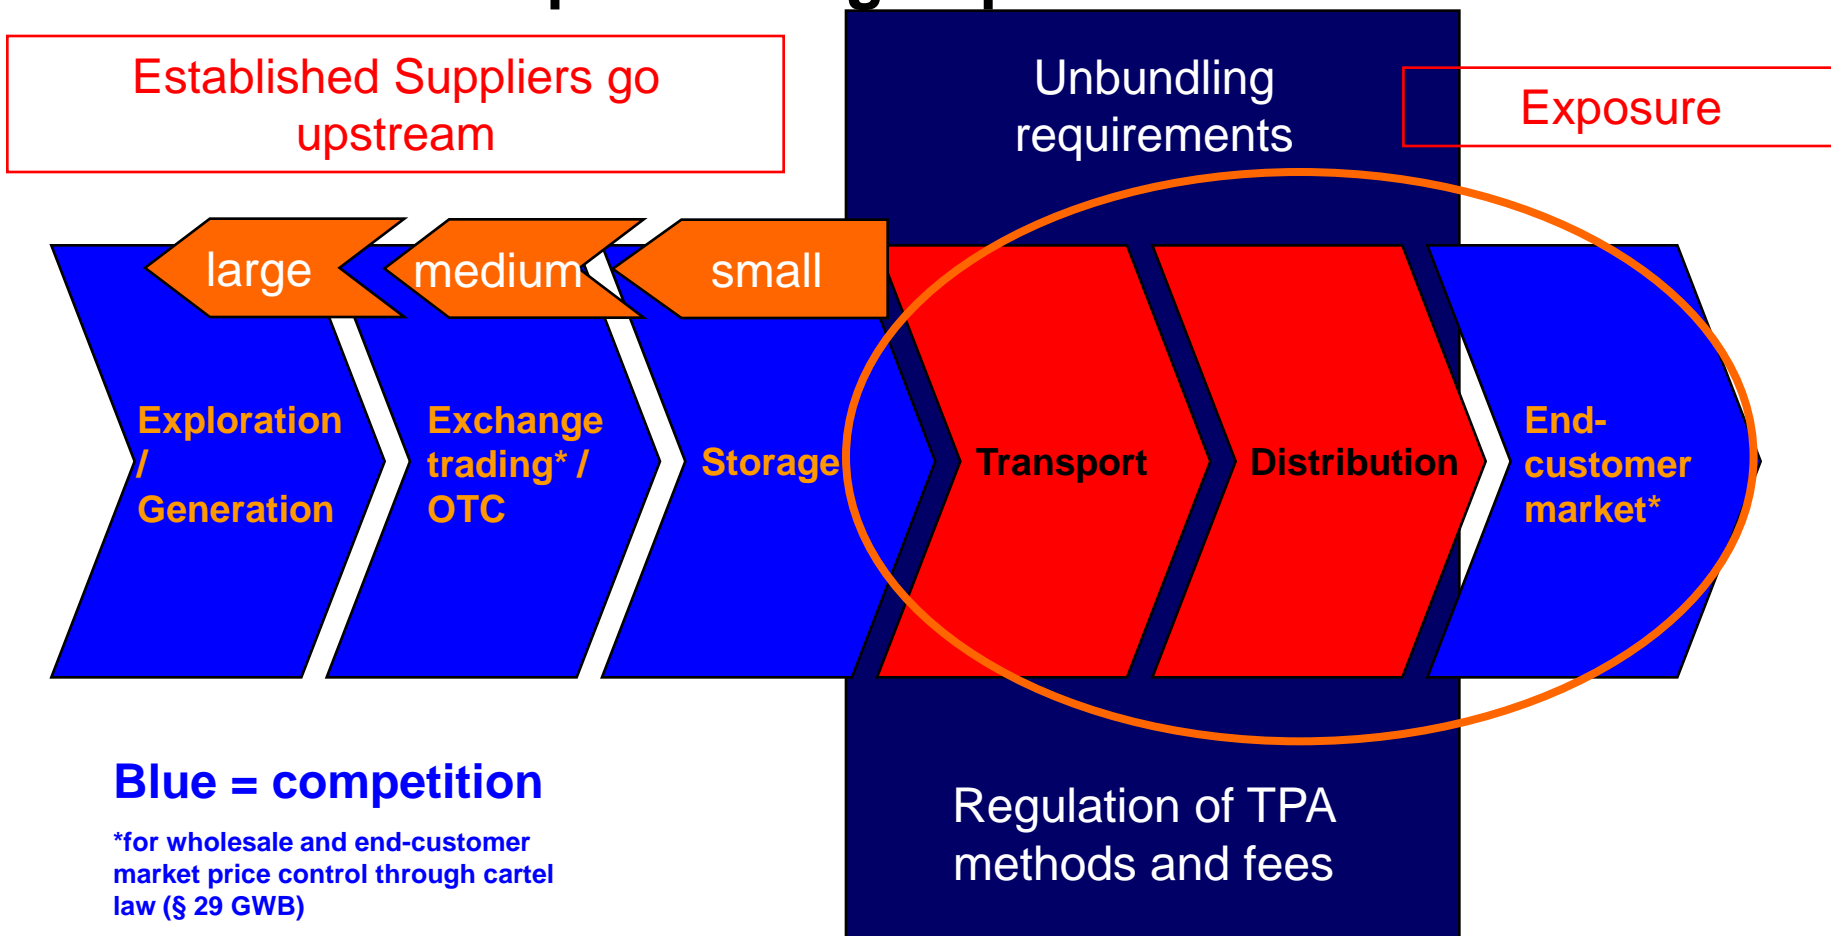 Established Suppliers go
upstream
Unbundling
requirements
Exposure
large
medium
small
Exploration
/
Generation
Exchange
trading* /
OTC
Storage
Transport
Distribution
End-
customer
market*
Blue = competition
*for wholesale and end-customer
market price control through cartel
law (§ 29 GWB)
Regulation of TPA
methods and fees